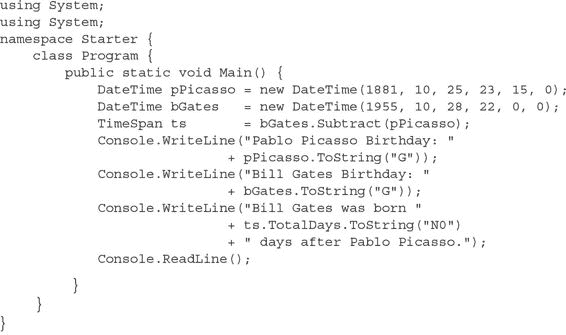 using System;
using System;
namespace Starter {
class Program {
public static void Main() {
DateTime pPicasso = new DateTime(1881, 10, 25, 23, 15, 0);
DateTime bGates = new DateTime(1955, 10, 28, 22, 0, 0);
TimeSpan ts = bGates.Subtract(pPicasso);
Console.WriteLine("Pablo Picasso Birthday: "
+ pPicasso.ToString("G"));
Console.WriteLine("Bill Gates Birthday: "
+ bGates.ToString("G"));
Console.WriteLine("Bill Gates was born "
+ ts.TotalDays.ToString("N0")
+ " days after Pablo Picasso.");
Console.ReadLine();
}
}
}